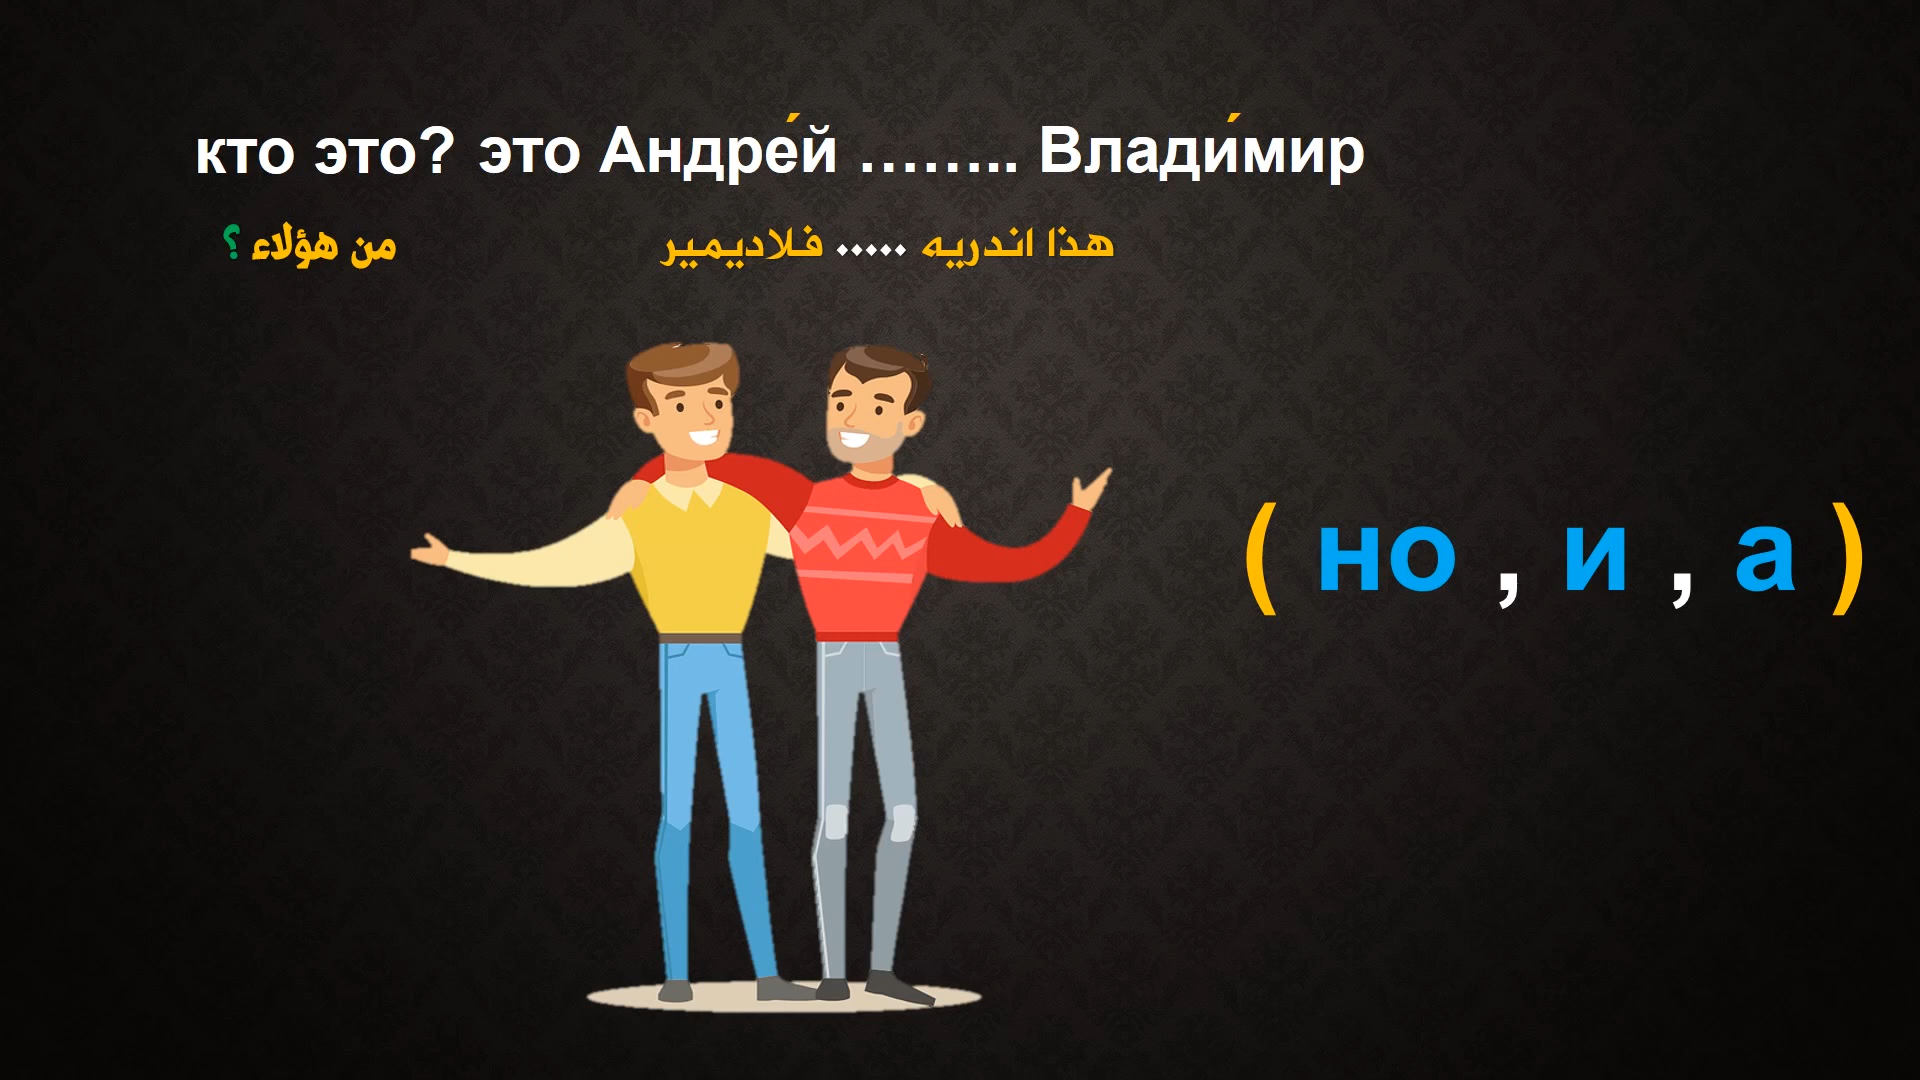 кто это? это Андре́й …….. Влади́мир
من هؤلاء ؟
هذا اندريه ..... فلاديمير
( но , и , а )